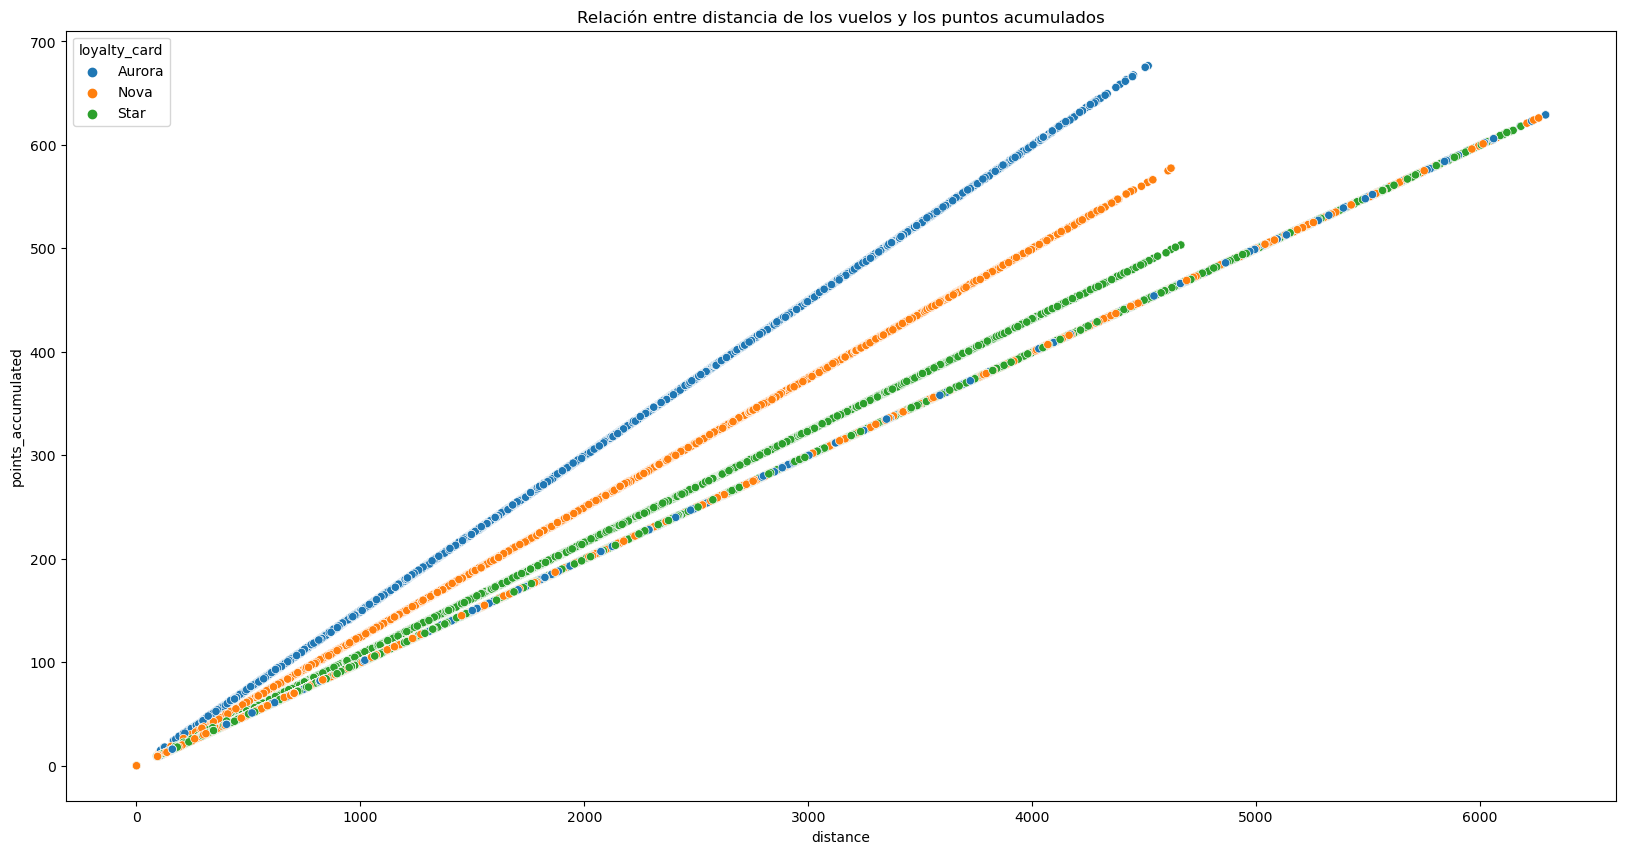 Relación entre distancia de los vuelos y los puntos acumulados
loyalty_card
Aurora
Nova
Star
points_accumulated
700
600
500
400
300
200
100
0
0 1000 2000 3000 4000 5000 6000
distance